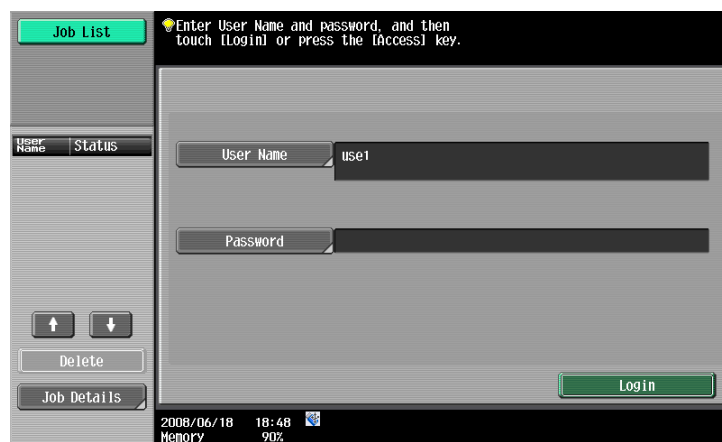 Job List
Enter User Name and password, and then
touch [Login] or press the [Access] key.
User Name
Status
User Name
use1
Password
Delete
Job Details
Login
2008/06/18 18:48
Memory 90%